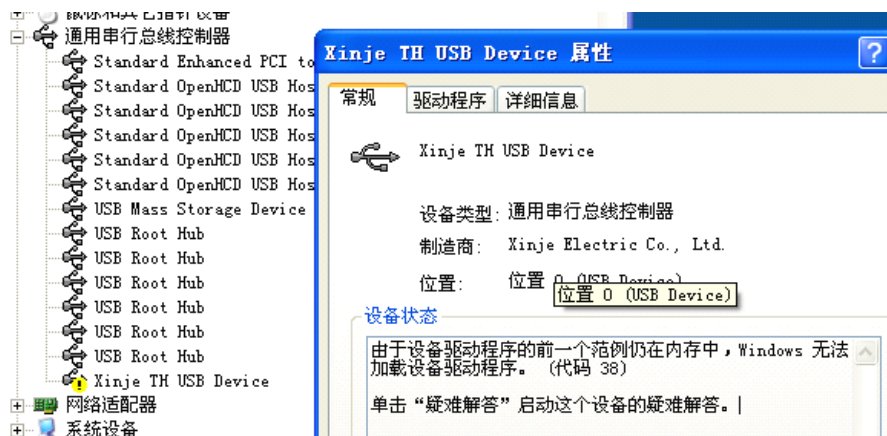 鼠标和其它指针设备
通用串行总线控制器
Standard Enhanced PCI to
Standard OpenHCD USB Hos
Standard OpenHCD USB Hos
Standard OpenHCD USB Hos
Standard OpenHCD USB Hos
Standard OpenHCD USB Hos
USB Mass Storage Device
USB Root Hub
USB Root Hub
USB Root Hub
USB Root Hub
USB Root Hub
USB Root Hub
Xinje TH USB Device
网络适配器
系统设备
Xinje TH USB Device 属性
?
常规 驱动程序 详细信息
Xinje TH USB Device
设备类型: 通用串行总线控制器
制造商: Xinje Electric Co., Ltd.
位置: 位置 0 (USB Device)
位置 0 (USB Device)
设备状态
由于设备驱动程序的前一个范例仍在内存中，Windows 无法
加载设备驱动程序。 (代码 38)
单击“疑难解答”启动这个设备的疑难解答。